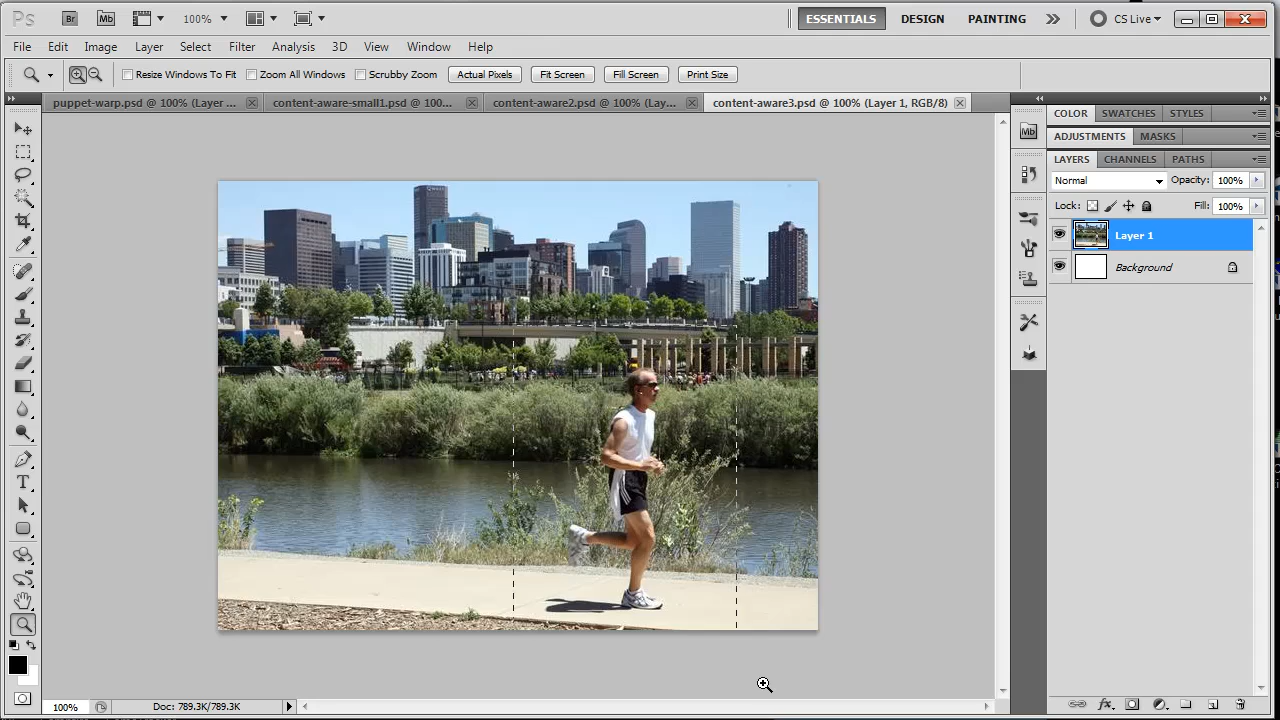 Ps Br Mb 100% ESSENTIALS DESIGN PAINTING CS Live
File Edit Image Layer Select Filter Analysis 3D View Window Help
Resize Windows To Fit Zoom All Windows Scrubby Zoom Actual Pixels Fit Screen Fill Screen Print Size
puppet-warp.psd @ 100% (Layer ... content-aware-small1.psd @ 100... content-aware2.psd @ 100% (Lay... content-aware3.psd @ 100% (Layer 1, RGB/8)
COLOR SWATCHES STYLES
Mb
ADJUSTMENTS MASKS
LAYERS CHANNELS PATHS
Normal Opacity: 100%
Lock: Fill: 100%
Layer 1
Background
T
fx
100% Doc: 789.3K/789.3K